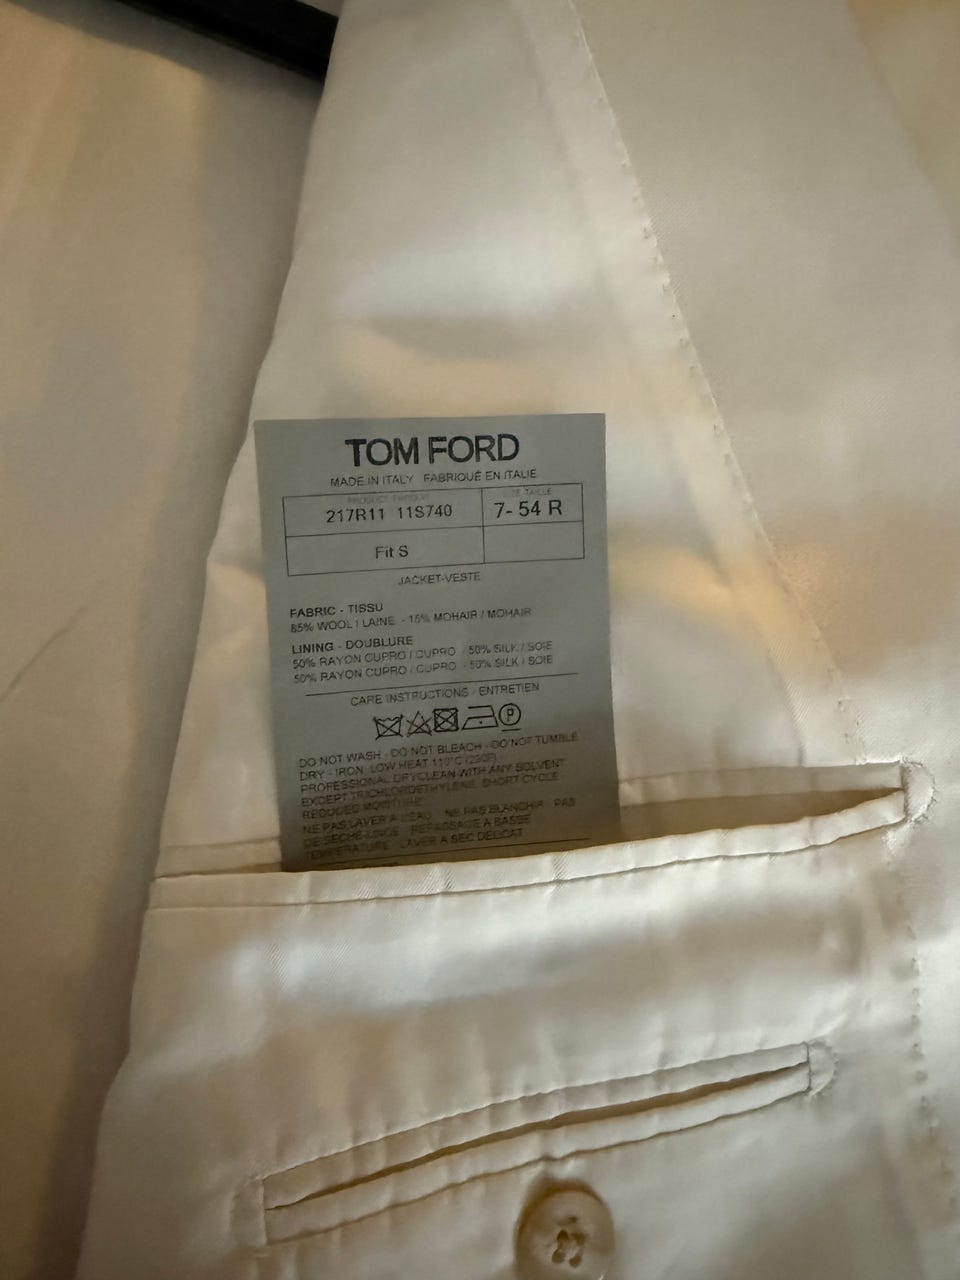 TOM FORD
MADE IN ITALY FABRIQUÉ EN ITALIE
SIZE TAILLE
217R11 11S740 7- 54 R
Fit S
JACKET-VESTE
FABRIC - TISSU
85% WOOL / LAINE - 15% MOHAIR / MOHAIR
LINING - DOUBLURE
50% RAYON CUPRO / CUPRO - 50% SILK / SOIE
50% RAYON CUPRO / CUPRO - 50% SILK / SOIE
CARE INSTRUCTIONS - ENTRETIEN
P
DO NOT WASH - DO NOT BLEACH - DO NOT TUMBLE
DRY - IRON LOW HEAT 110°C (230F)
PROFESSIONAL DRYCLEAN WITH ANY SOLVENT
EXCEPT TRICHLOROETHYLENE SHORT CYCLE
REDUCED MOISTURE
NE PAS LAVER A L'EAU NE PAS BLANCHIR PAS
DE SECHE-LINGE REPASSAGE A BASSE
TEMPERATURE - LAVER A SEC DELICAT